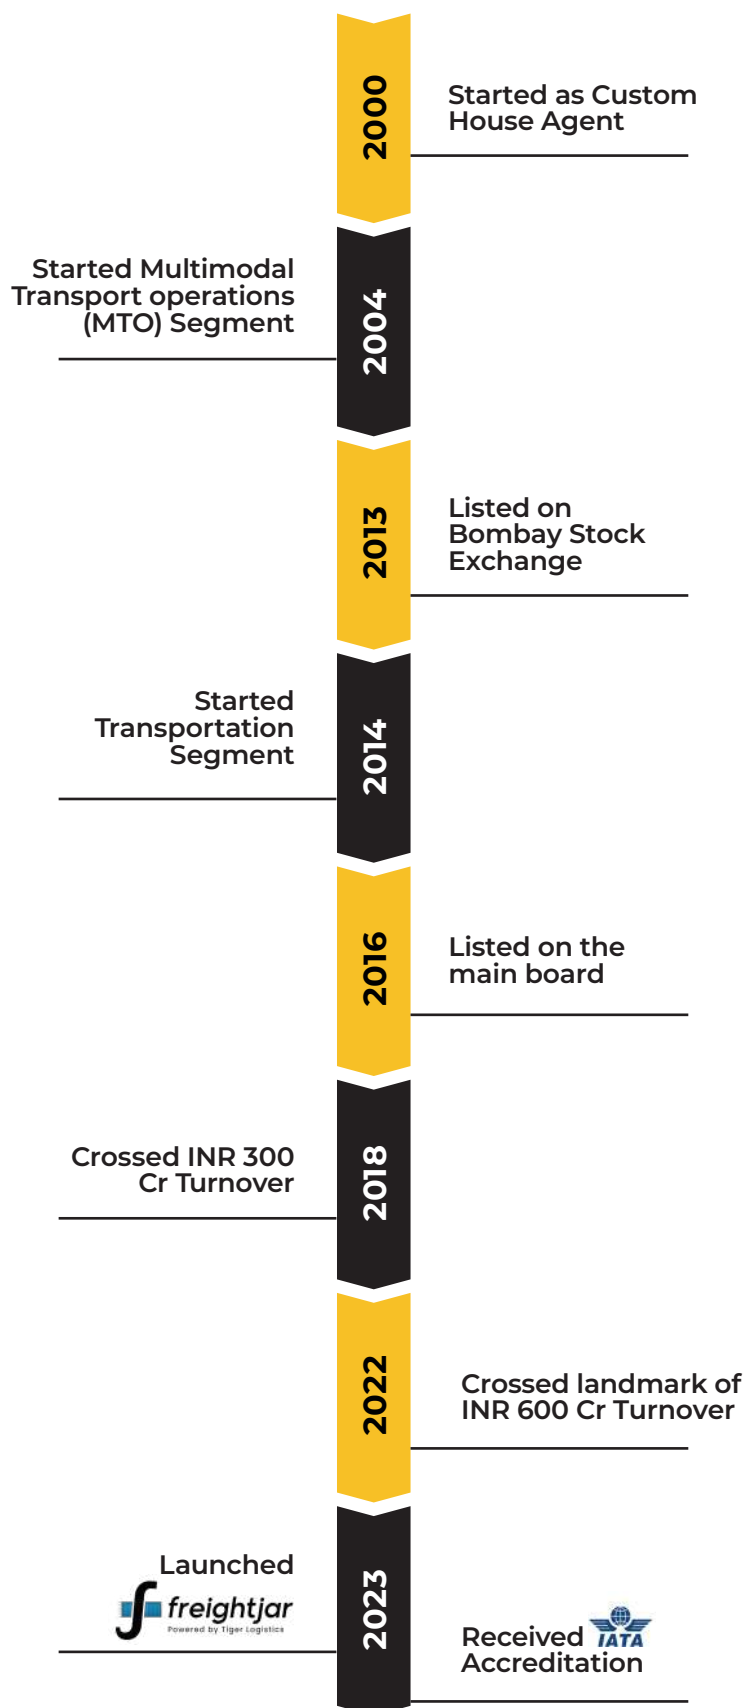 2000
Started as Custom
House Agent
Started Multimodal
Transport operations
(MTO) Segment
2004
2013
Listed on
Bombay Stock
Exchange
Started
Transportation
Segment
2014
2016
Listed on the
main board
Crossed INR 300
Cr Turnover
2018
2022
Crossed landmark of
INR 600 Cr Turnover
Launched
freightjar
Powered by Tiger Logistics
2023
Received IATA
Accreditation